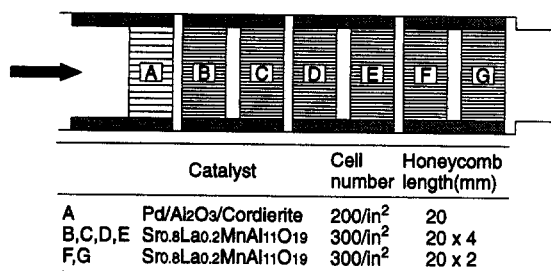 A B C D E F G
Catalyst Cell number Honeycomb length(mm)
A Pd/Al2O3/Cordierite 200/in2 20
B,C,D,E Sr0.8La0.2MnAl11O19 300/in2 20 x 4
F,G Sr0.8La0.2MnAl11O19 300/in2 20 x 2